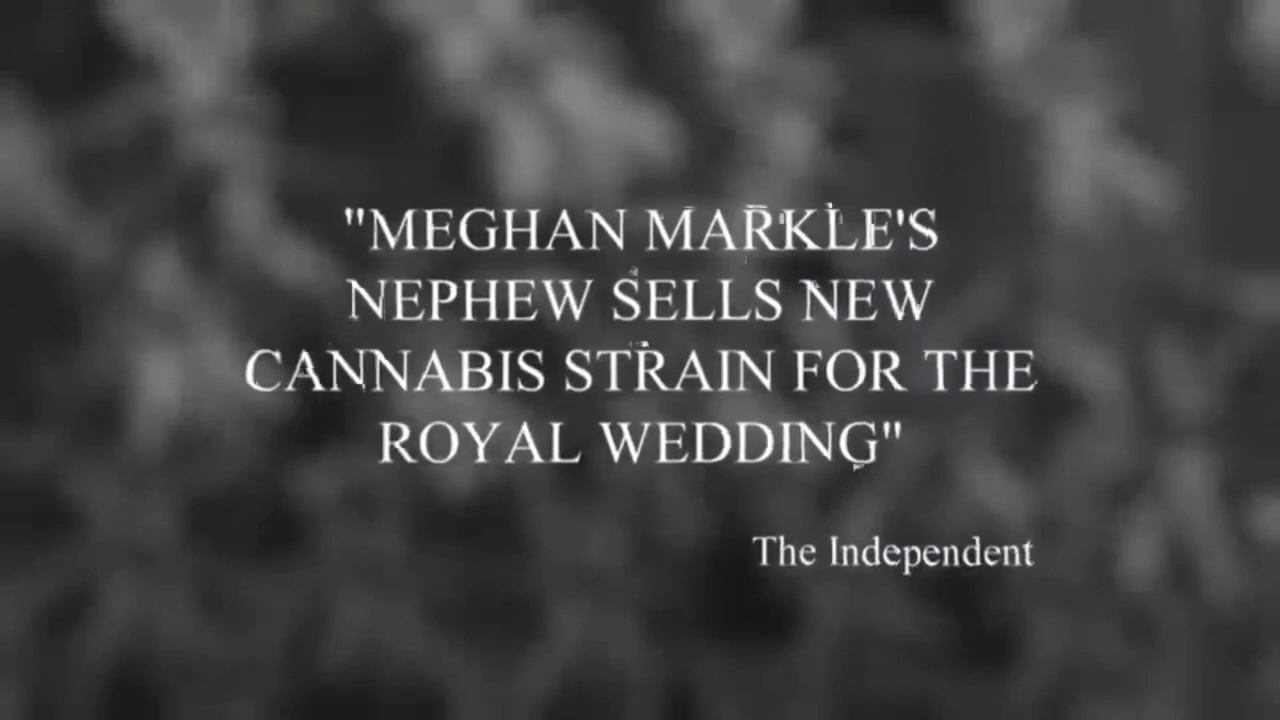 "MEGHAN MARKLE'S
NEPHEW SELLS NEW
CANNABIS STRAIN FOR THE
ROYAL WEDDING"
The Independent